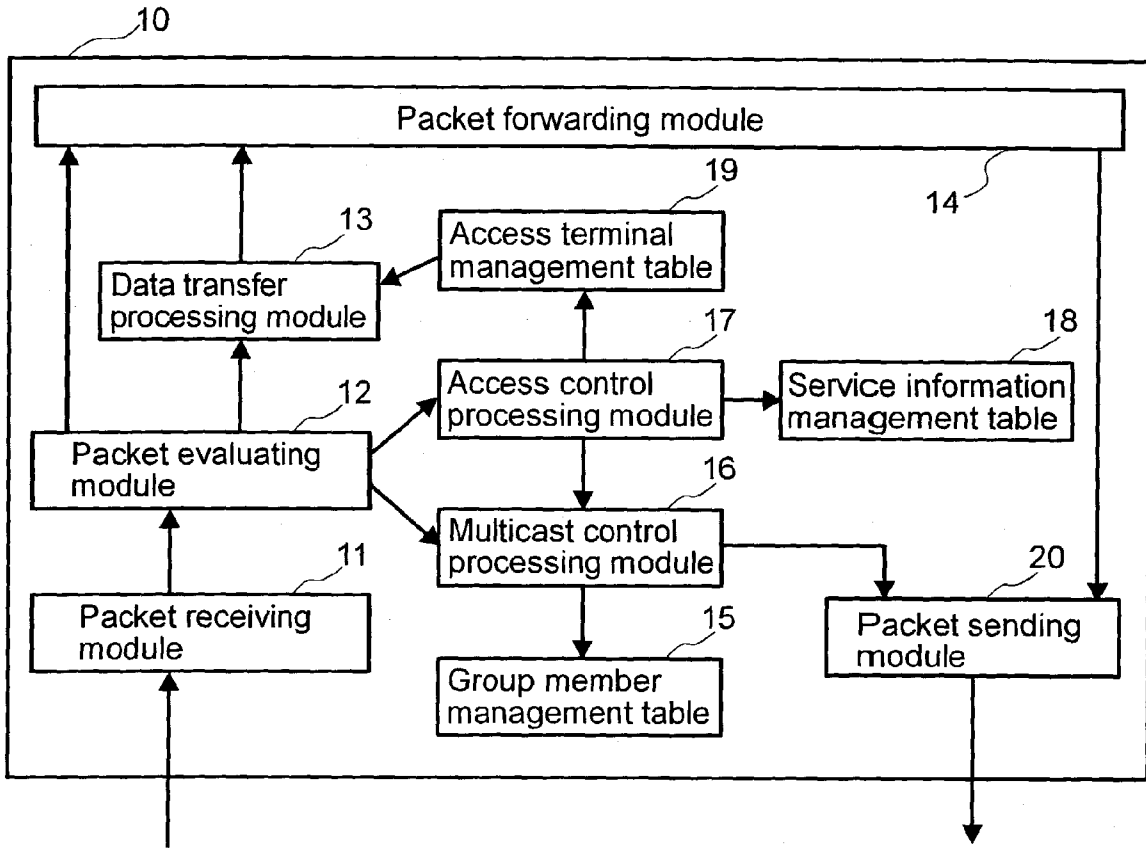 10
Packet forwarding module
14
19
Access terminal
management table
13
Data transfer
processing module
17
Access control
processing module
18
Service information
management table
12
Packet evaluating
module
16
Multicast control
processing module
11
Packet receiving
module
20
Packet sending
module
15
Group member
management table